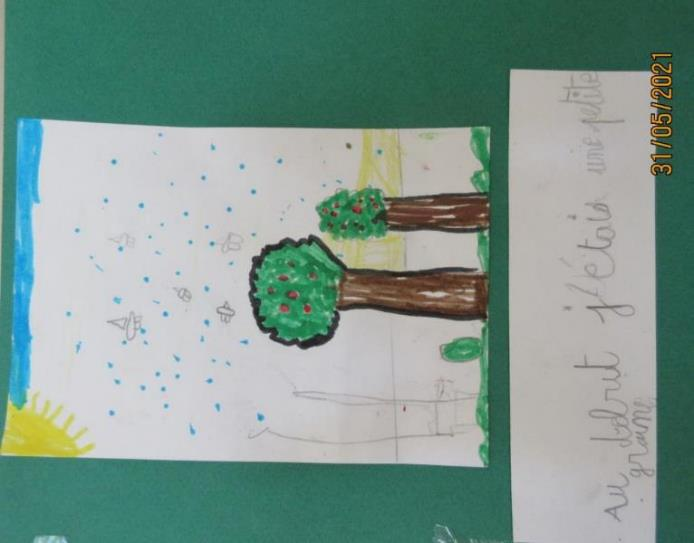 Au début j'étais une petite
graine
31/05/2021